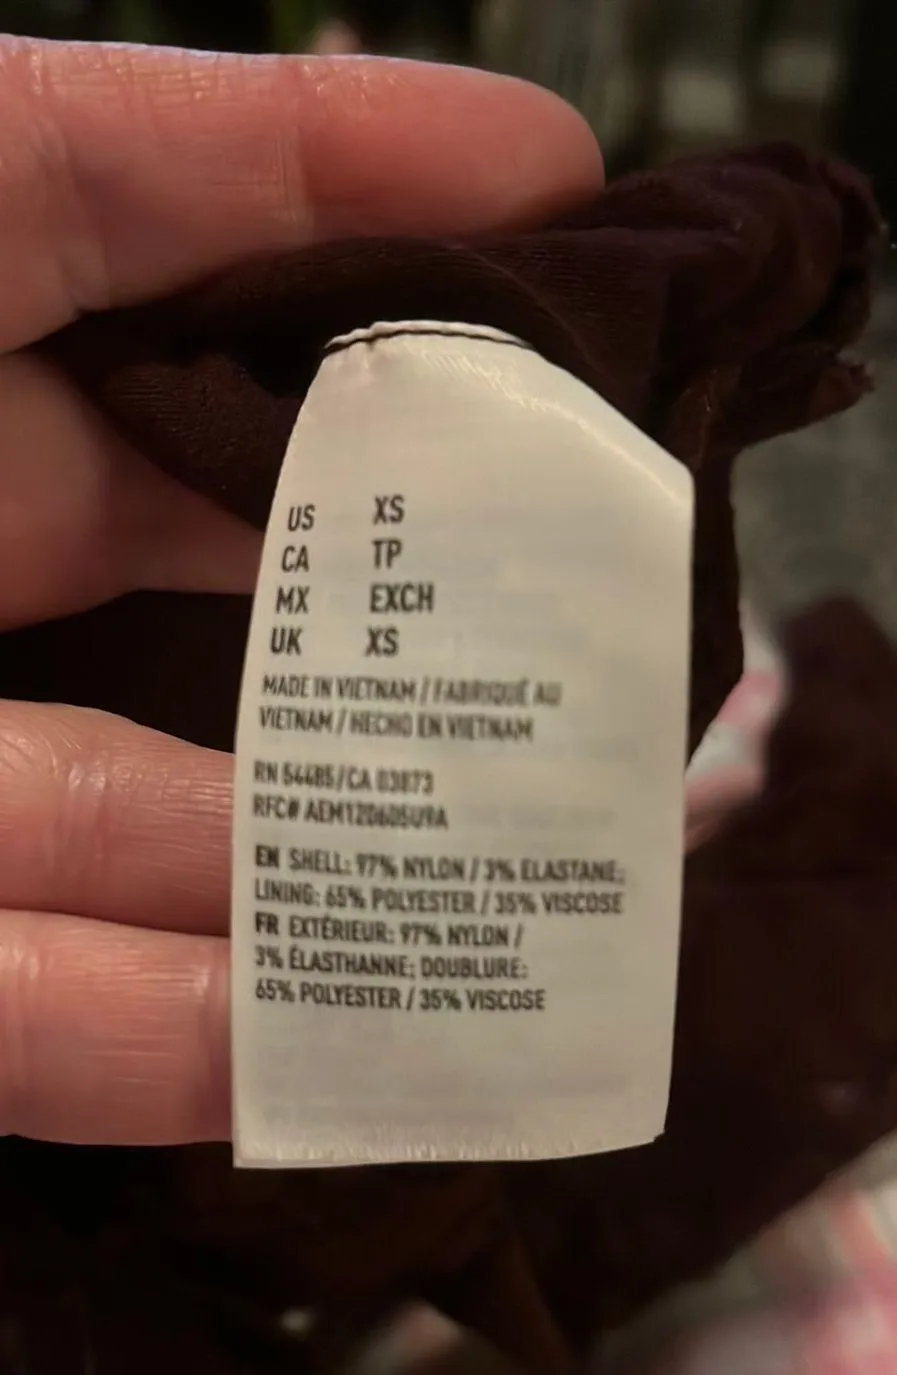 US XS
CA TP
MX EXCH
UK XS
MADE IN VIETNAM / FABRIQUÉ AU
VIETNAM / HECHO EN VIETNAM
RN 54485/CA 03873
RFC# AEM120605U9A
EN SHELL: 97% NYLON / 3% ELASTANE;
LINING: 65% POLYESTER / 35% VISCOSE
FR EXTÉRIEUR: 97% NYLON /
3% ÉLASTHANNE; DOUBLURE:
65% POLYESTER / 35% VISCOSE